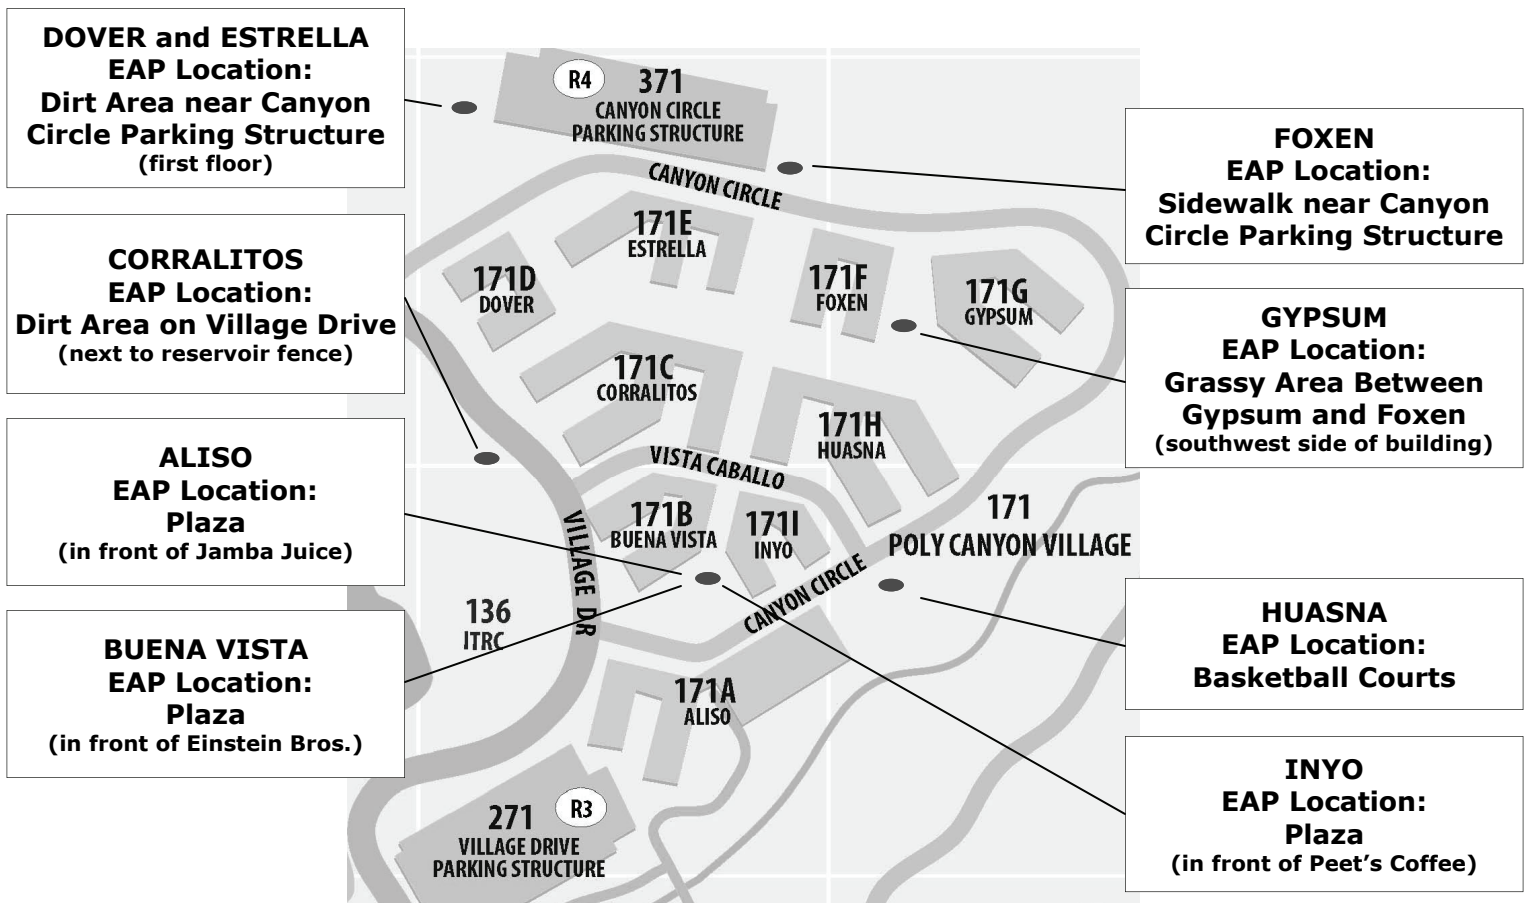 DOVER and ESTRELLA
EAP Location:
Dirt Area near Canyon
Circle Parking Structure
(first floor)
CORRALITOS
EAP Location:
Dirt Area on Village Drive
(next to reservoir fence)
ALISO
EAP Location:
Plaza
(in front of Jamba Juice)
BUENA VISTA
EAP Location:
Plaza
(in front of Einstein Bros.)
R4
371
CANYON CIRCLE
PARKING STRUCTURE
CANYON CIRCLE
171E
ESTRELLA
171D
DOVER
171F
FOXEN
171G
GYPSUM
171C
CORRALITOS
171H
HUASNA
VISTA CABALLO
171B
BUENA VISTA
171I
INYO
171
POLY CANYON VILLAGE
VILLAGE DR
CANYON CIRCLE
136
ITRC
171A
ALISO
R3
271
VILLAGE DRIVE
PARKING STRUCTURE
FOXEN
EAP Location:
Sidewalk near Canyon
Circle Parking Structure
GYPSUM
EAP Location:
Grassy Area Between
Gypsum and Foxen
(southwest side of building)
HUASNA
EAP Location:
Basketball Courts
INYO
EAP Location:
Plaza
(in front of Peet’s Coffee)